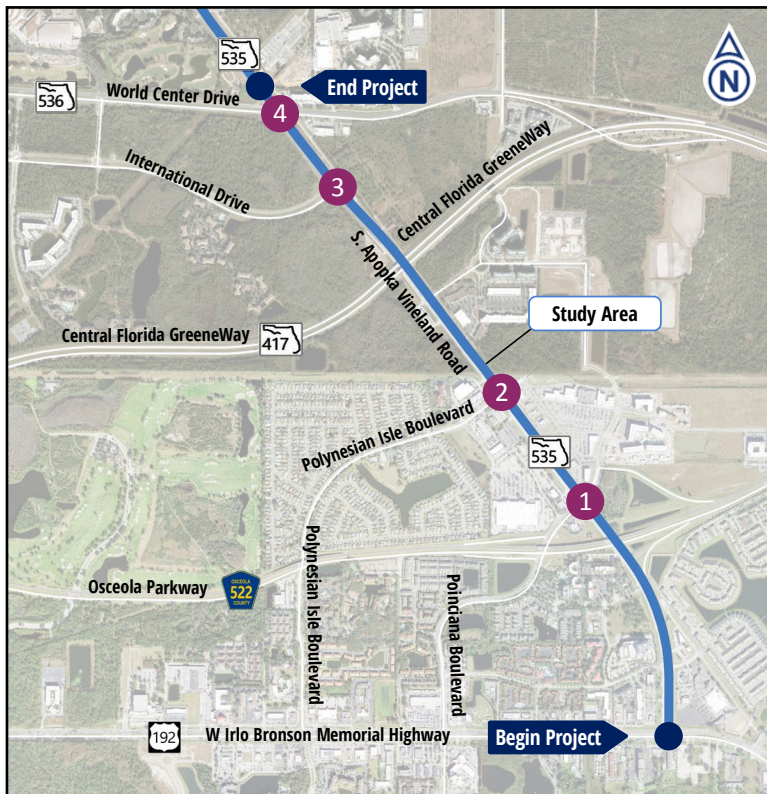 535
N
End Project
536
World Center Drive
4
International Drive
3
Central Florida GreeneWay
S. Apopka Vineland Road
Central Florida GreeneWay
417
Study Area
2
Polynesian Isle Boulevard
535
1
Polynesian Isle Boulevard
Osceola Parkway
OSCEOLA
522
COUNTY
Poinciana Boulevard
192
W Irlo Bronson Memorial Highway
Begin Project